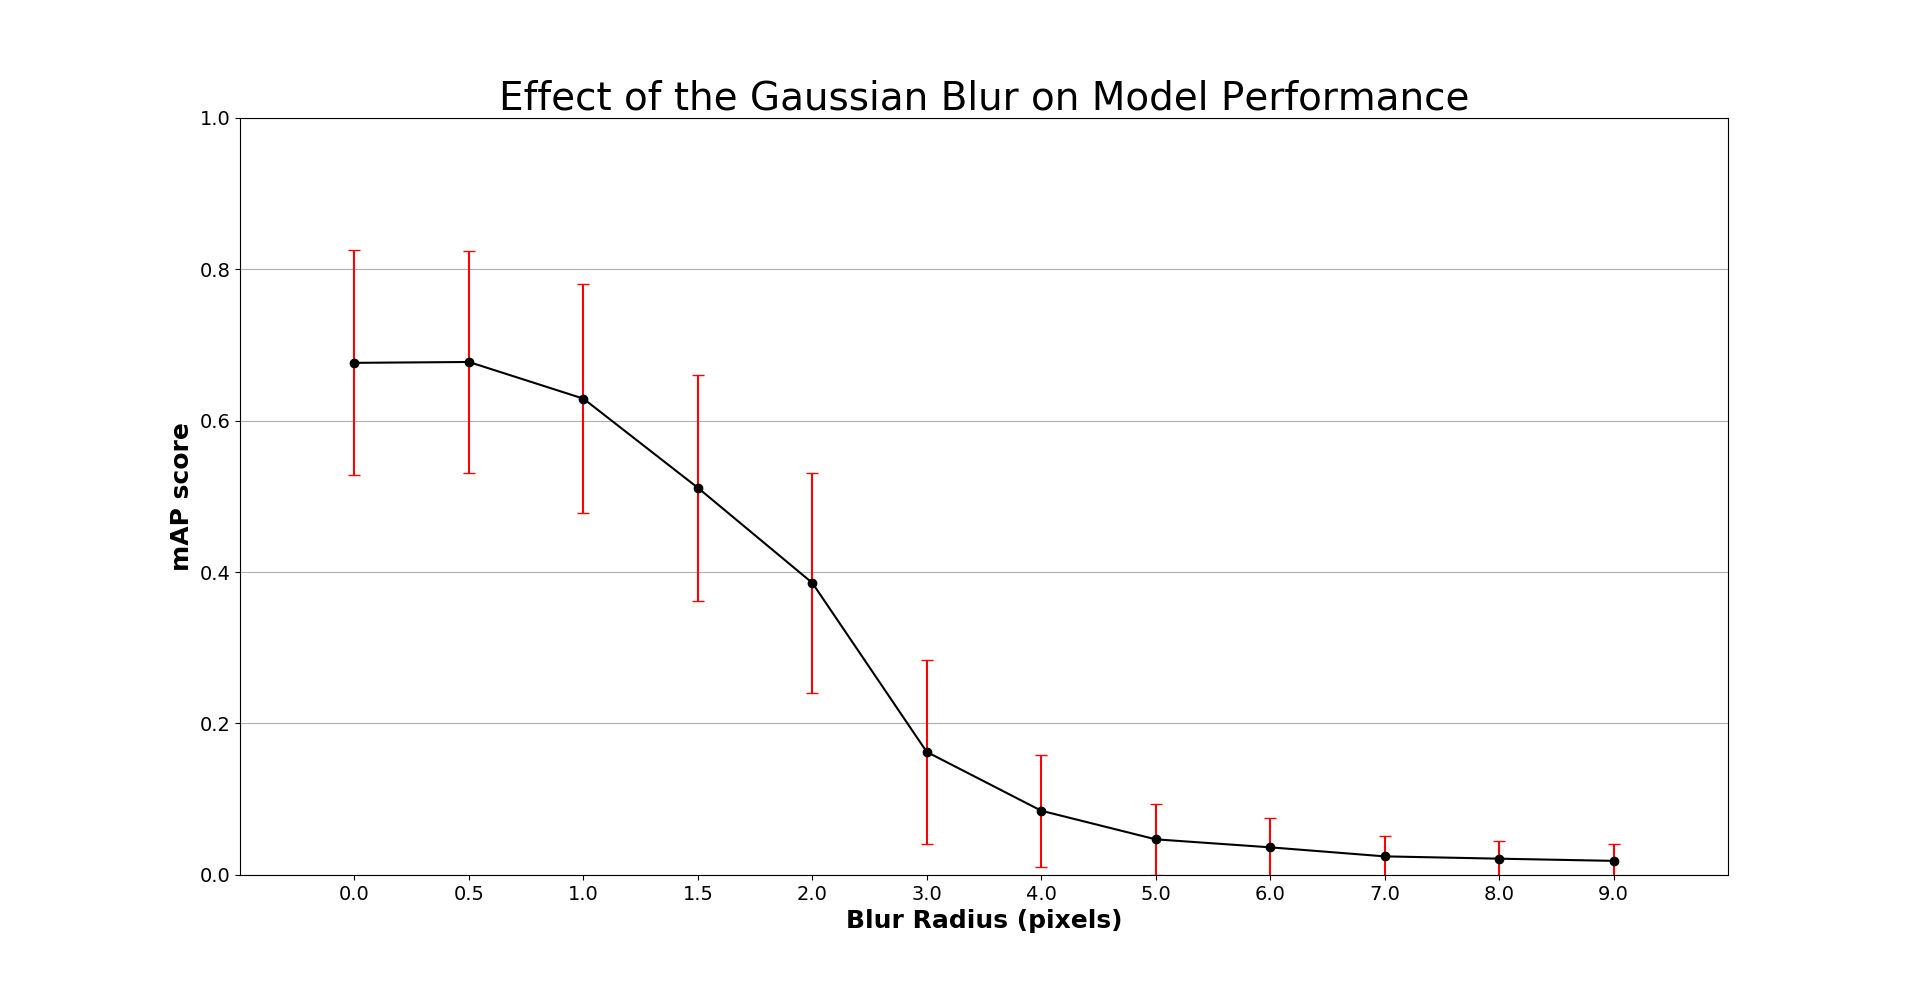 Effect of the Gaussian Blur on Model Performance
1.0
0.8
0.6
0.4
0.2
0.0
mAP score
0.0 0.5 1.0 1.5 2.0 3.0 4.0 5.0 6.0 7.0 8.0 9.0
Blur Radius (pixels)